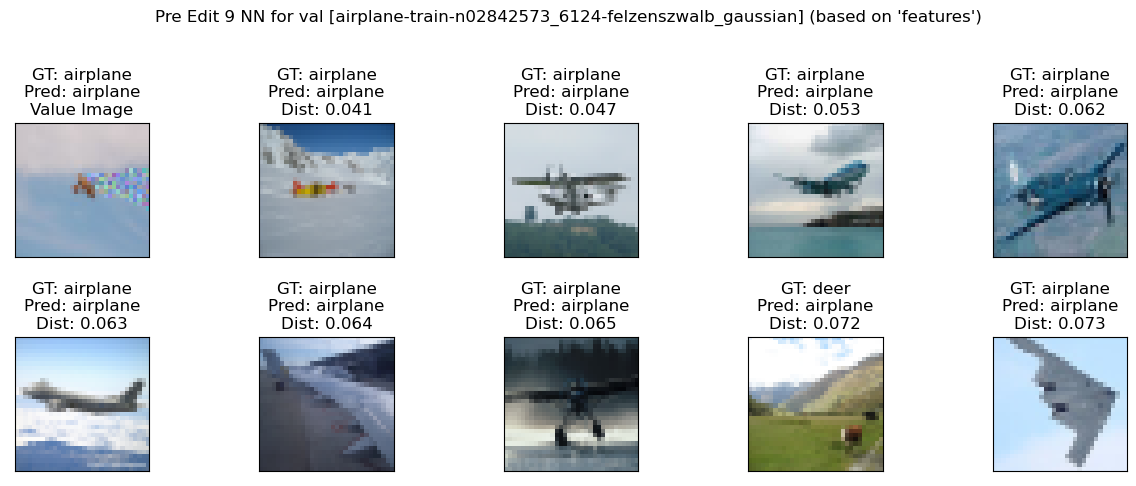 Pre Edit 9 NN for val [airplane-train-n02842573_6124-felzenszwalb_gaussian] (based on 'features')
GT: airplane
Pred: airplane
Value Image
GT: airplane
Pred: airplane
Dist: 0.041
GT: airplane
Pred: airplane
Dist: 0.047
GT: airplane
Pred: airplane
Dist: 0.053
GT: airplane
Pred: airplane
Dist: 0.062
GT: airplane
Pred: airplane
Dist: 0.063
GT: airplane
Pred: airplane
Dist: 0.064
GT: airplane
Pred: airplane
Dist: 0.065
GT: deer
Pred: airplane
Dist: 0.072
GT: airplane
Pred: airplane
Dist: 0.073